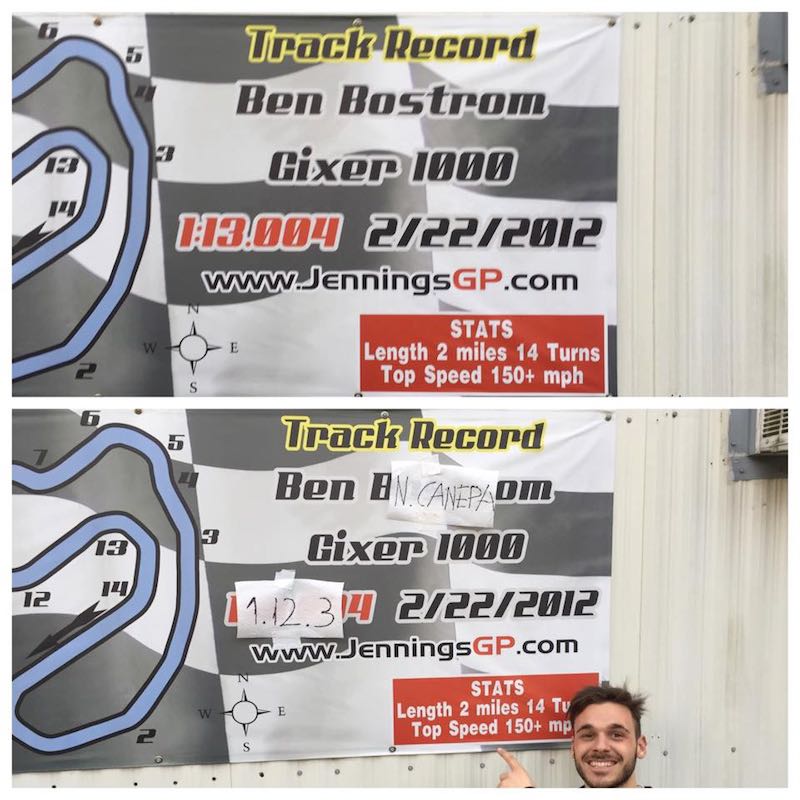 6
5
4
3
13
14
2
Track Record
Ben Bostrom
Gixer 1000
1:13.004 2/22/2012
www.JenningsGP.com
N
W E
S
STATS
Length 2 miles 14 Turns
Top Speed 150+ mph
6
7
5
4
3
13
14
12
2
Track Record
Ben B N. CANEPA om
Gixer 1000
1.12.3 4 2/22/2012
www.JenningsGP.com
N
W E
S
STATS
Length 2 miles 14 Tu
Top Speed 150+ mp